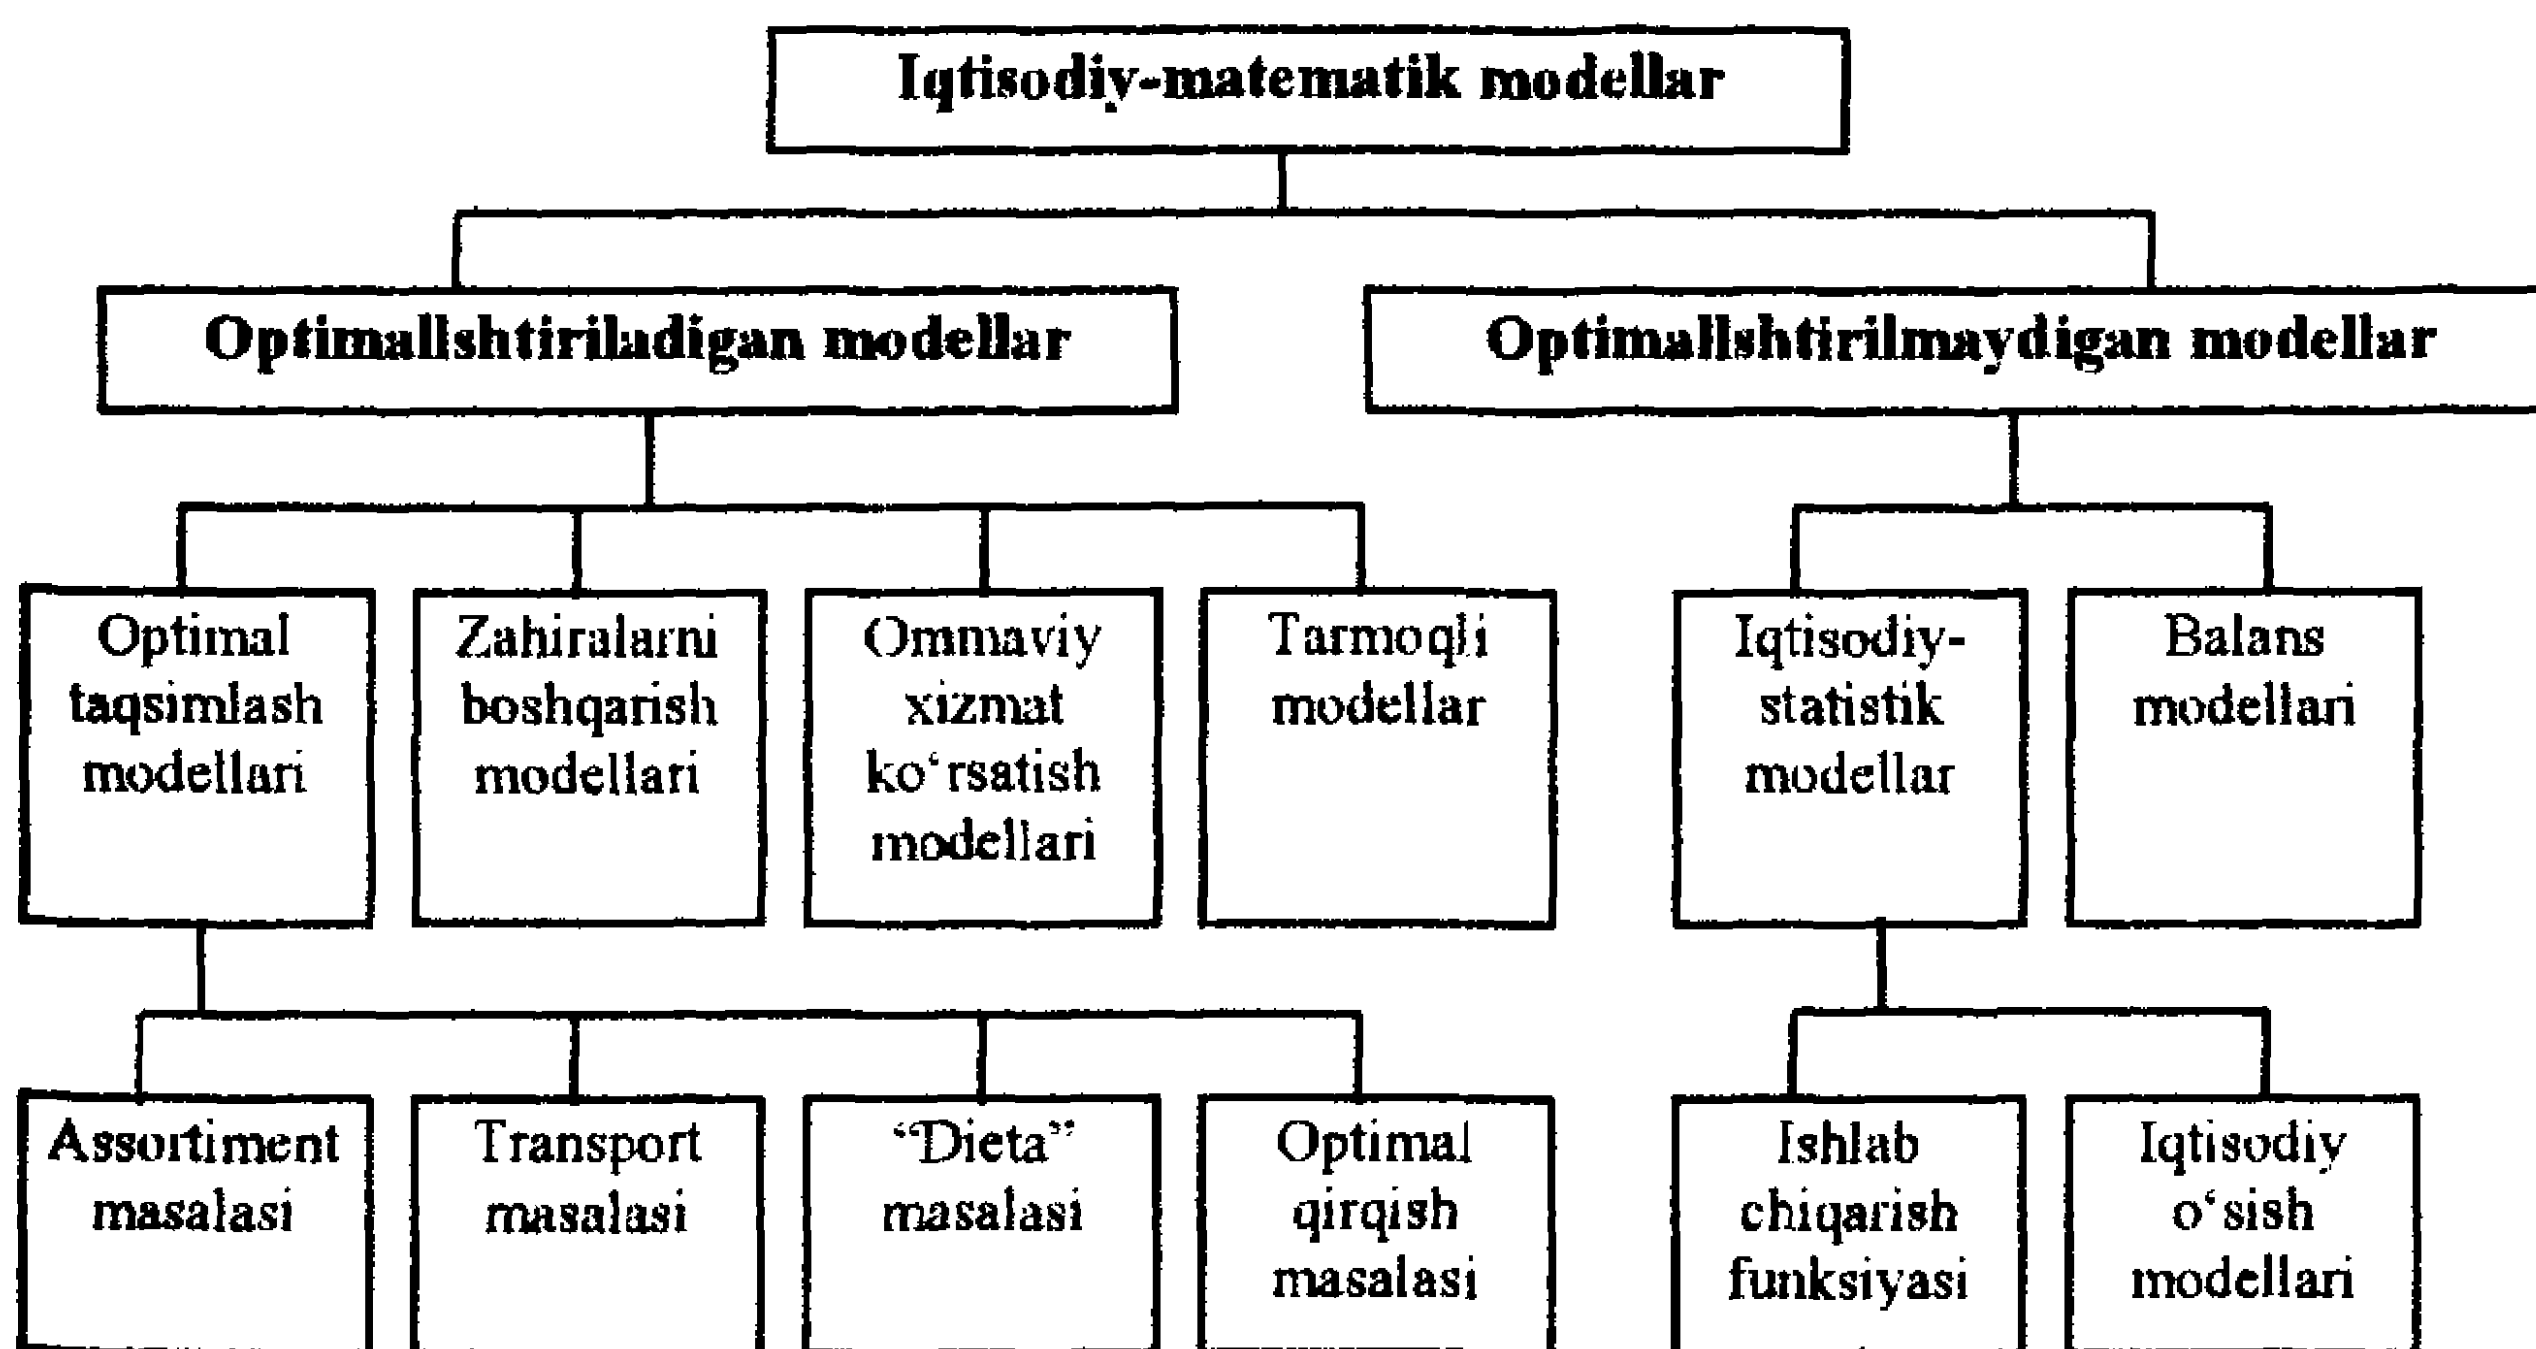 Iqtisodiy-matematik modellar
Optimallshtiriladigan modellar
Optimallshtirilmaydigan modellar
Optimal
taqsimlash
modellari
Zahiralarni
boshqarish
modellari
Ommaviy
xizmat
ko‘rsatish
modellari
Tarmoqli
modellar
Iqtisodiy-
statistik
modellar
Balans
modellari
Assortiment
masalasi
Transport
masalasi
“Dieta”
masalasi
Optimal
qirqish
masalasi
Ishlab
chiqarish
funksiyasi
Iqtisodiy
o‘sish
modellari